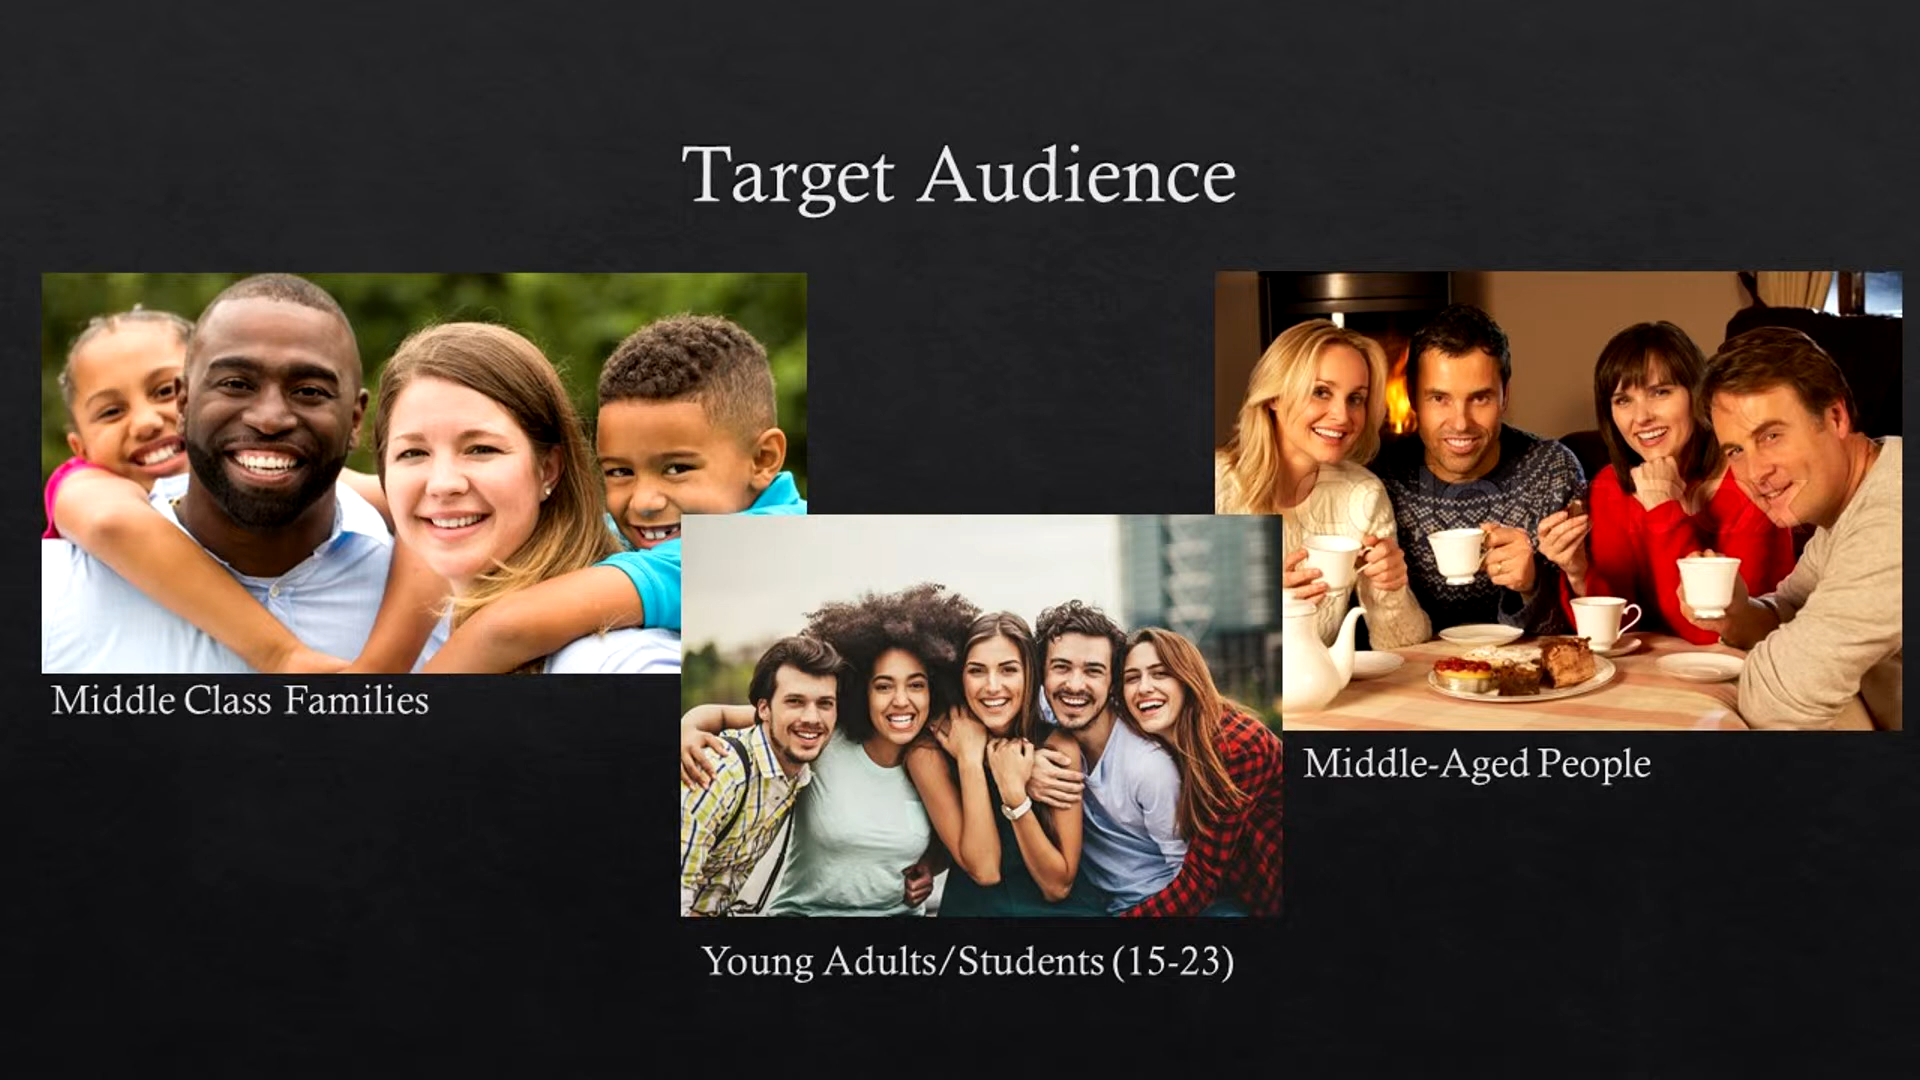 Target Audience
Middle Class Families
Middle-Aged People
Young Adults/Students (15-23)